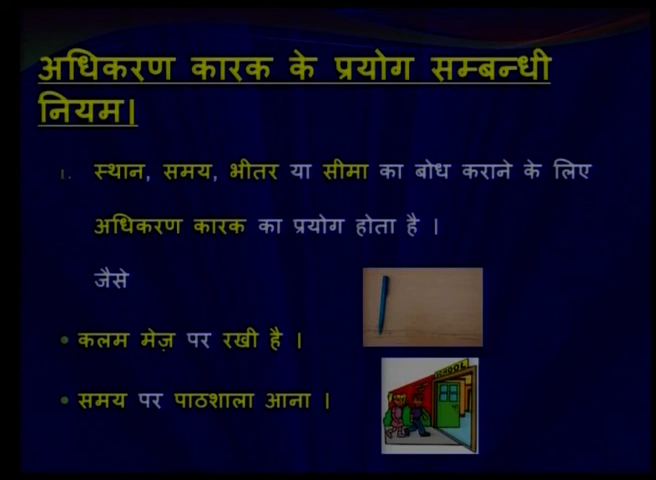 अधिकरण कारक के प्रयोग सम्बन्धी
नियम।
1. स्थान, समय, भीतर या सीमा का बोध कराने के लिए
अधिकरण कारक का प्रयोग होता है ।
जैसे
• कलम मेज़ पर रखी है ।
SCHOOL
• समय पर पाठशाला आना ।